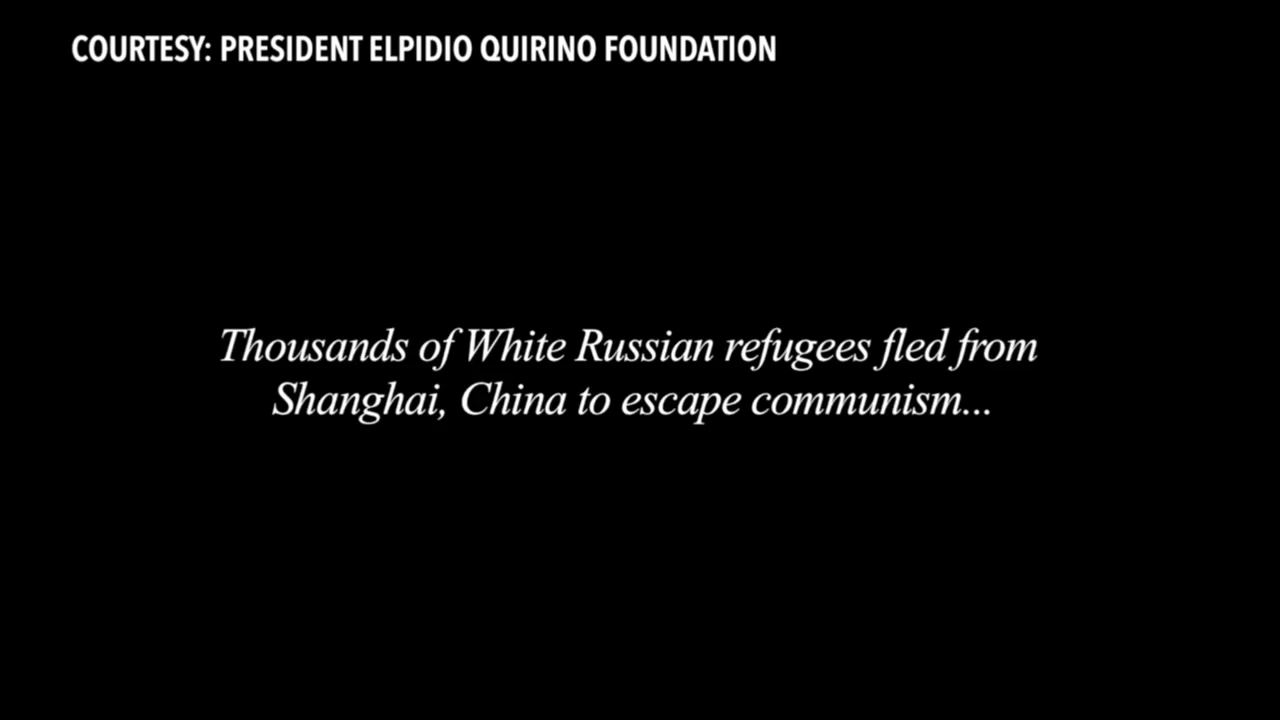 COURTESY: PRESIDENT ELPIDIO QUIRINO FOUNDATION
Thousands of White Russian refugees fled from
Shanghai, China to escape communism...